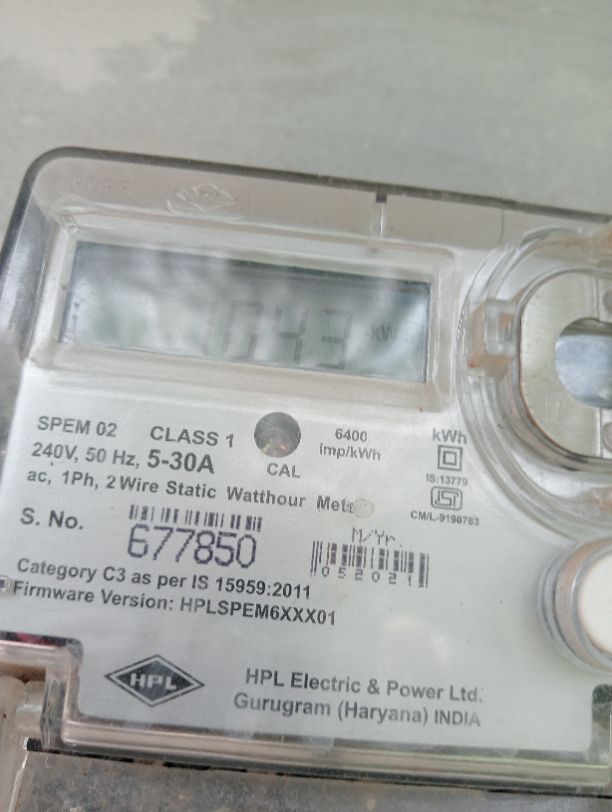 1043 kW
SPEM 02 CLASS 1
6400
imp/kWh
kWh
240V, 50 Hz, 5-30A
CAL
IS:13779
ac, 1Ph, 2 Wire Static Watthour Meter
CM/L-9190763
S. No.
677850
M/Yr.
052021
Category C3 as per IS 15959:2011
Firmware Version: HPLSPEM6XXX01
HPL
HPL Electric & Power Ltd.
Gurugram (Haryana) INDIA